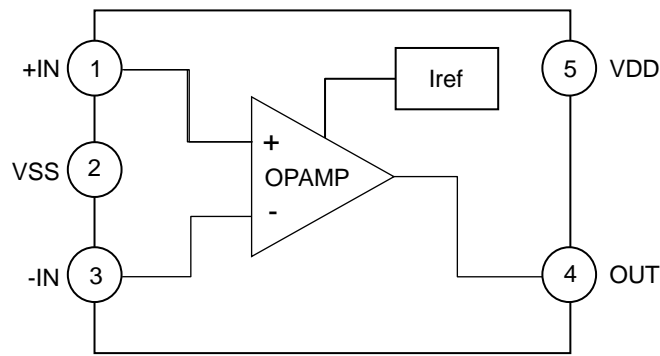 +IN 1
Iref
5 VDD
+
VSS 2
OPAMP
-
-IN 3
4 OUT